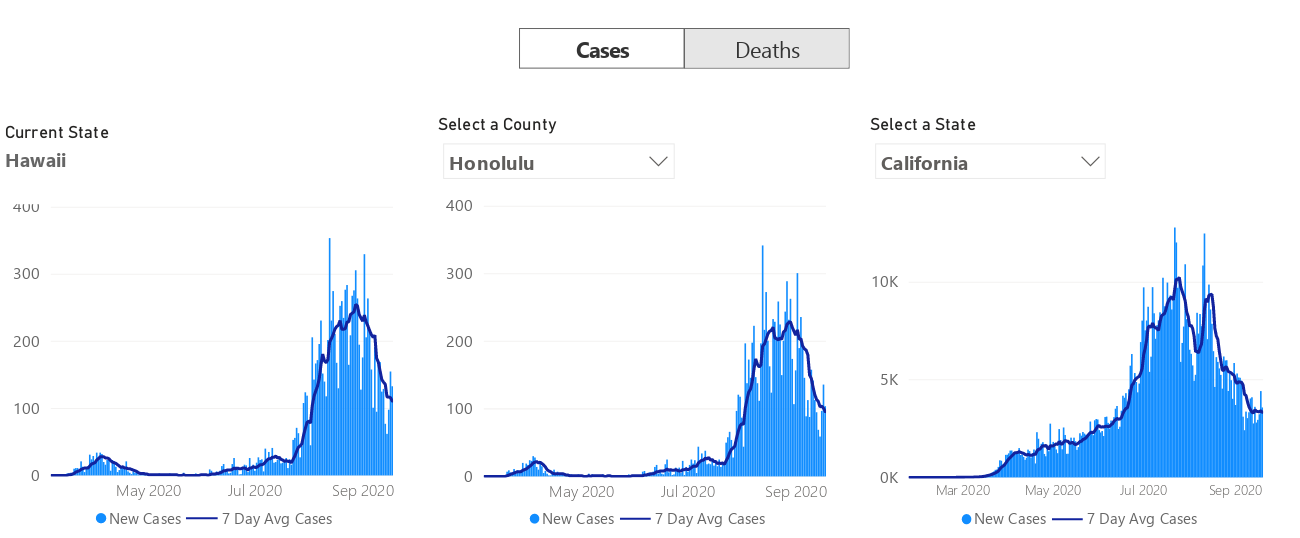 Cases Deaths
Current State
Hawaii
Select a County
Honolulu
Select a State
California
400
300
200
100
0
May 2020 Jul 2020 Sep 2020
New Cases 7 Day Avg Cases
400
300
200
100
0
May 2020 Jul 2020 Sep 2020
New Cases 7 Day Avg Cases
10K
5K
0K
Mar 2020 May 2020 Jul 2020 Sep 2020
New Cases 7 Day Avg Cases